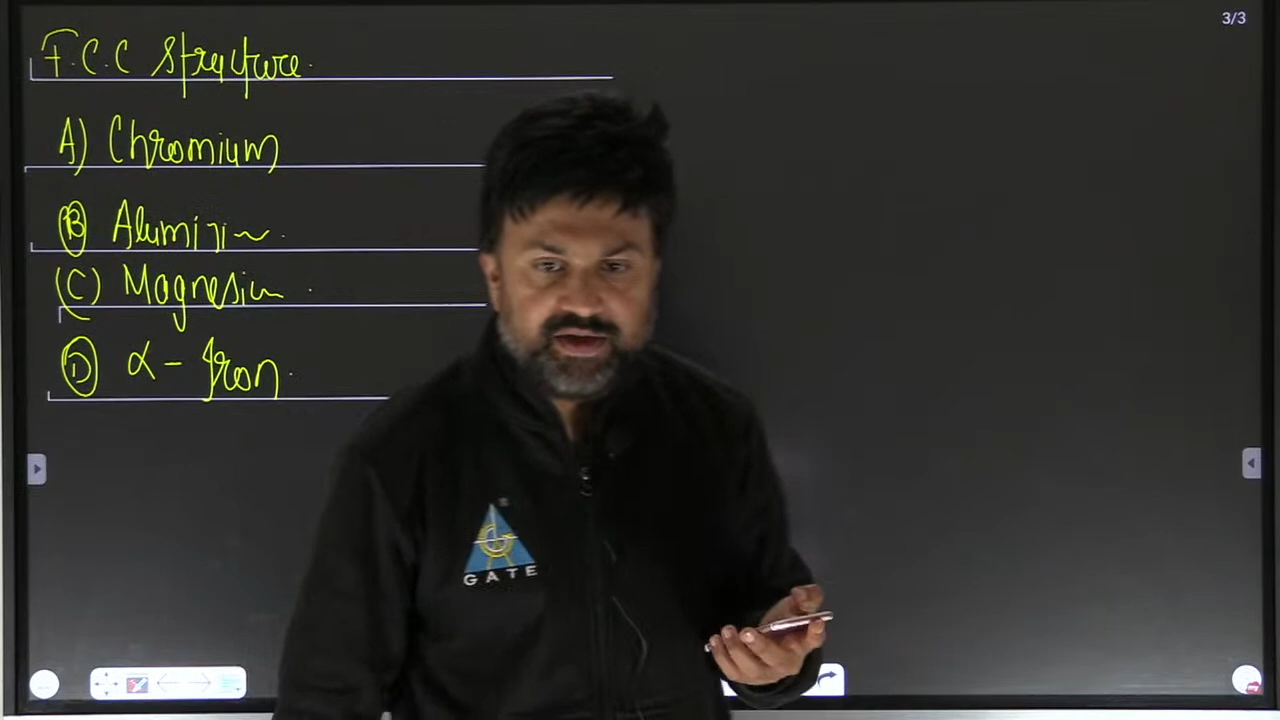 3/3
F.C.C Structure.
A) Chromium
(B) Aluminium.
(C) Magnesium.
(D) α - Iron.
GATE